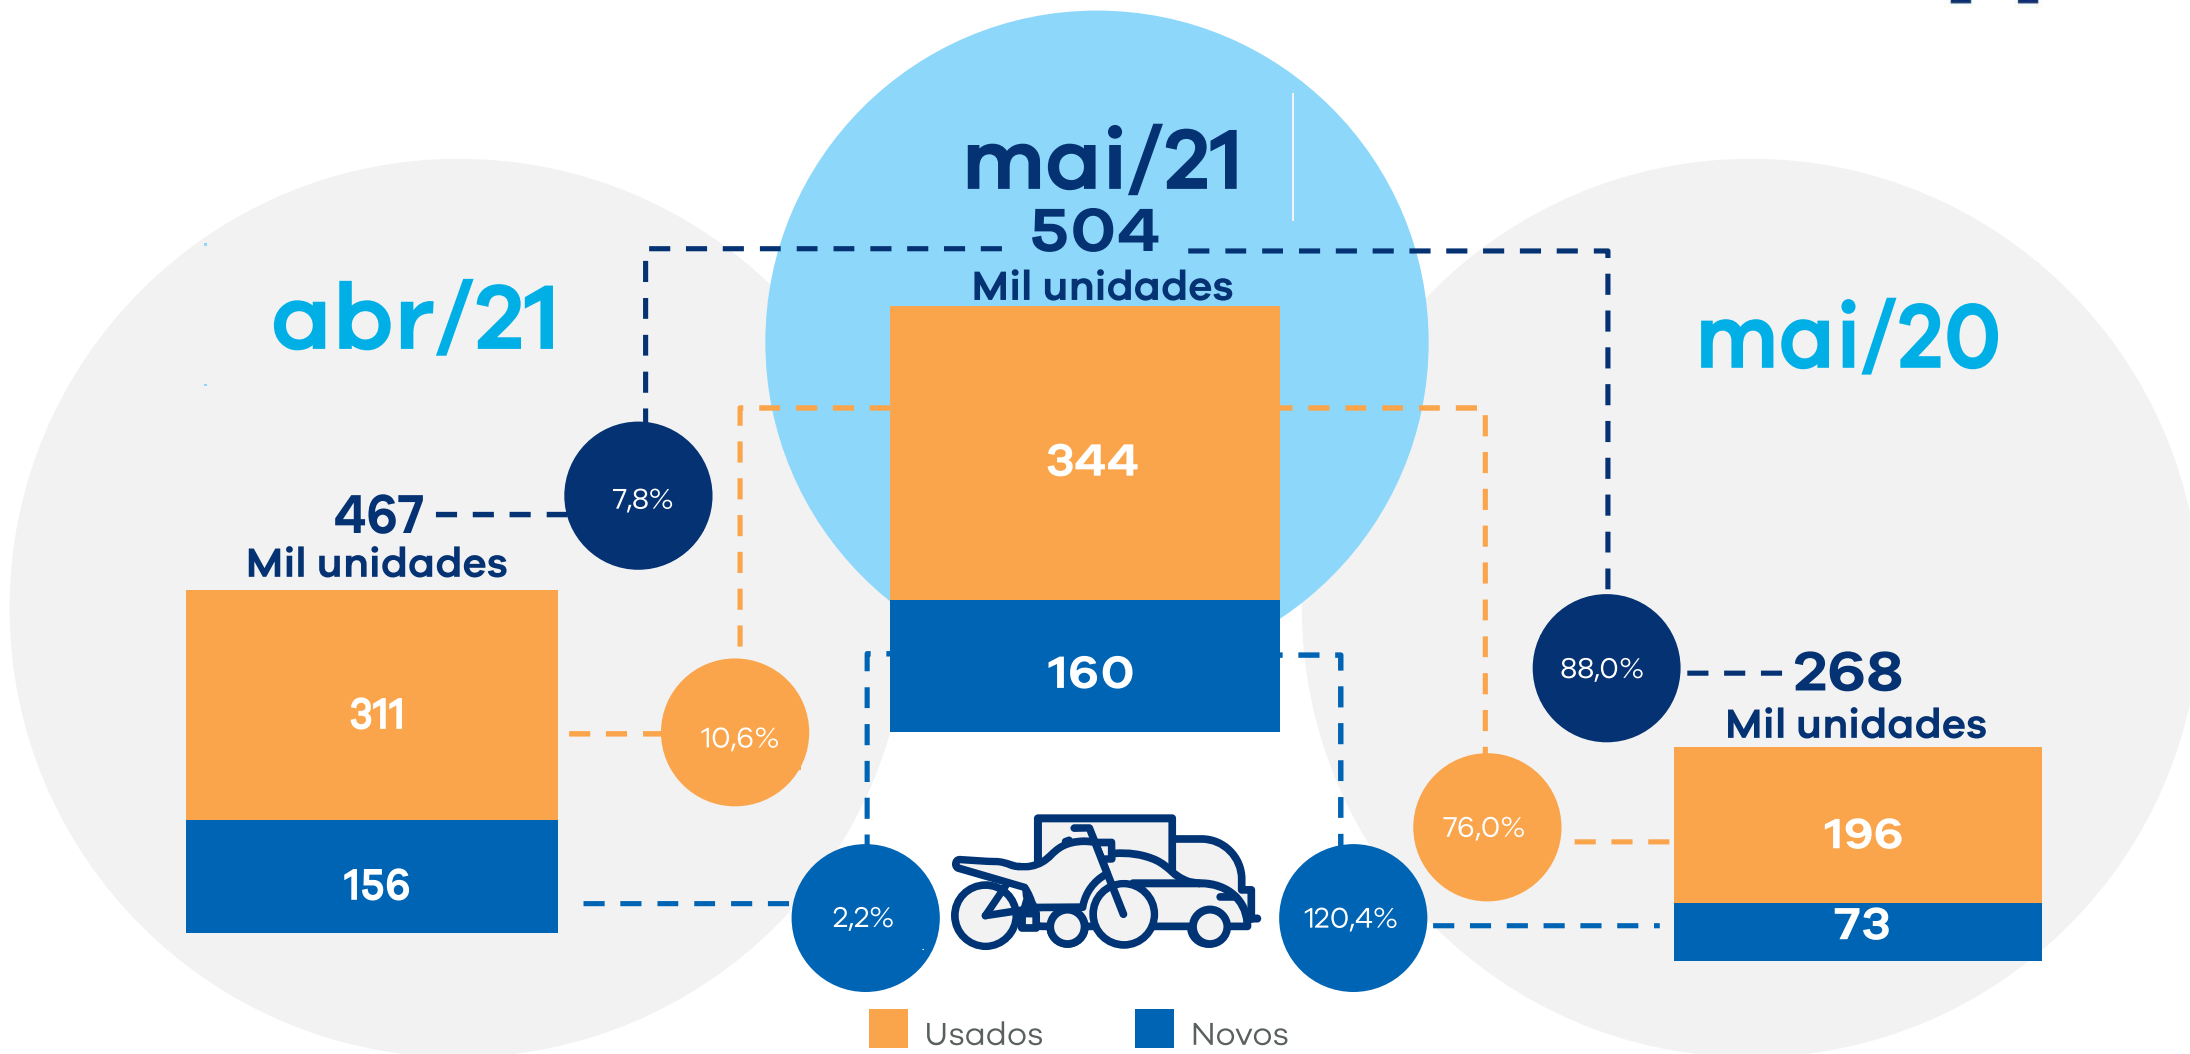 mai/21
504
Mil unidades
344
160
abr/21
467
Mil unidades
311
156
7,8%
10,6%
2,2%
mai/20
268
Mil unidades
196
73
88,0%
76,0%
120,4%
Usados
Novos